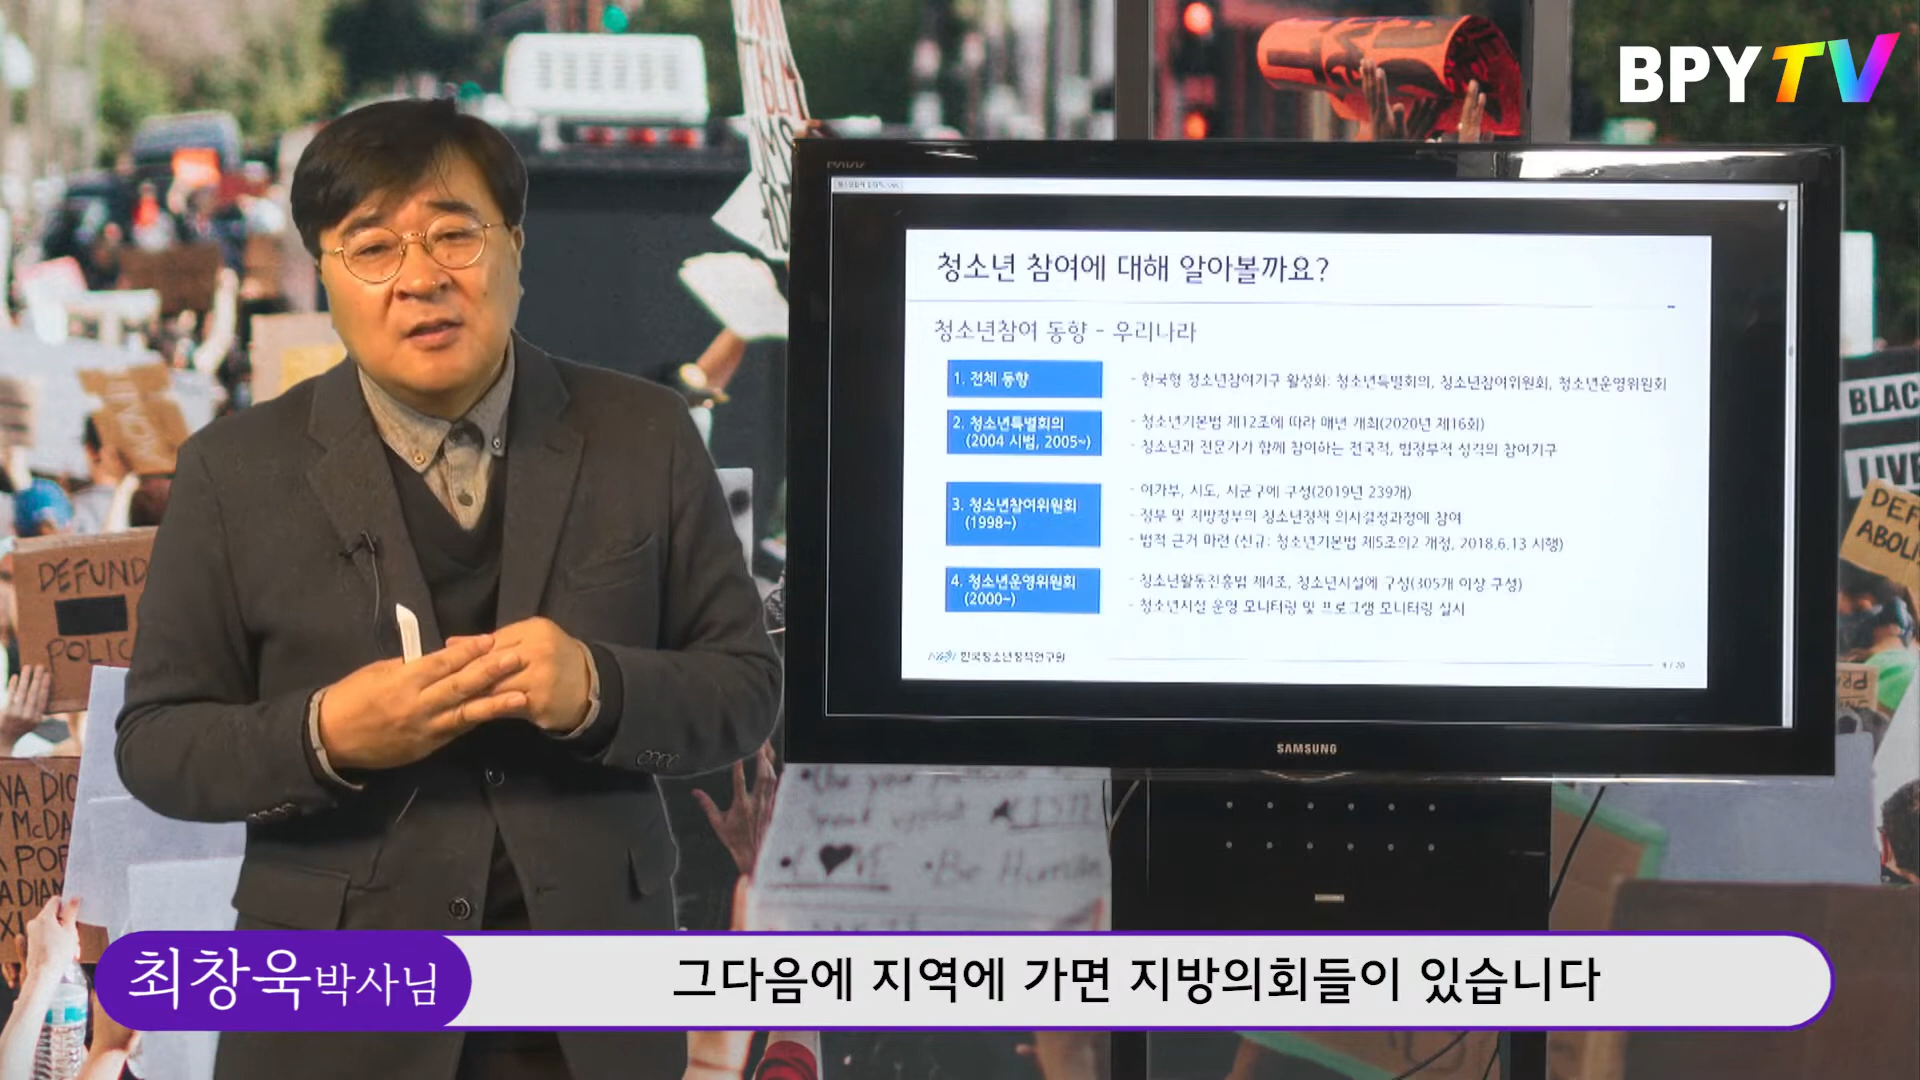 BPYTV
청소년 참여에 대해 알아볼까요?
청소년참여 동향 - 우리나라
1. 전체 동향
- 한국형 청소년참여기구 활성화: 청소년특별회의, 청소년참여위원회, 청소년운영위원회
2. 청소년특별회의
(2004 시범, 2005~)
- 청소년기본법 제12조에 따라 매년 개최(2020년 제16회)
- 청소년과 전문가가 함께 참여하는 전국적, 범정부적 성격의 참여기구
3. 청소년참여위원회
(1998~)
- 여가부, 시도, 시군구에 구성(2019년 239개)
- 정부 및 지방정부의 청소년정책 의사결정과정에 참여
- 법적 근거 마련 (신규: 청소년기본법 제5조의2 개정, 2018.6.13 시행)
4. 청소년운영위원회
(2000~)
- 청소년활동진흥법 제4조, 청소년시설에 구성(305개 이상 구성)
- 청소년시설 운영 모니터링 및 프로그램 모니터링 실시
한국청소년정책연구원
SAMSUNG
DEFUND
POLIC
NA DIO
McDA
A POF
ADIAN
BLAC
LIVE
DEF
ABOLI
LOVE
Be Human
최창욱박사님
그다음에 지역에 가면 지방의회들이 있습니다